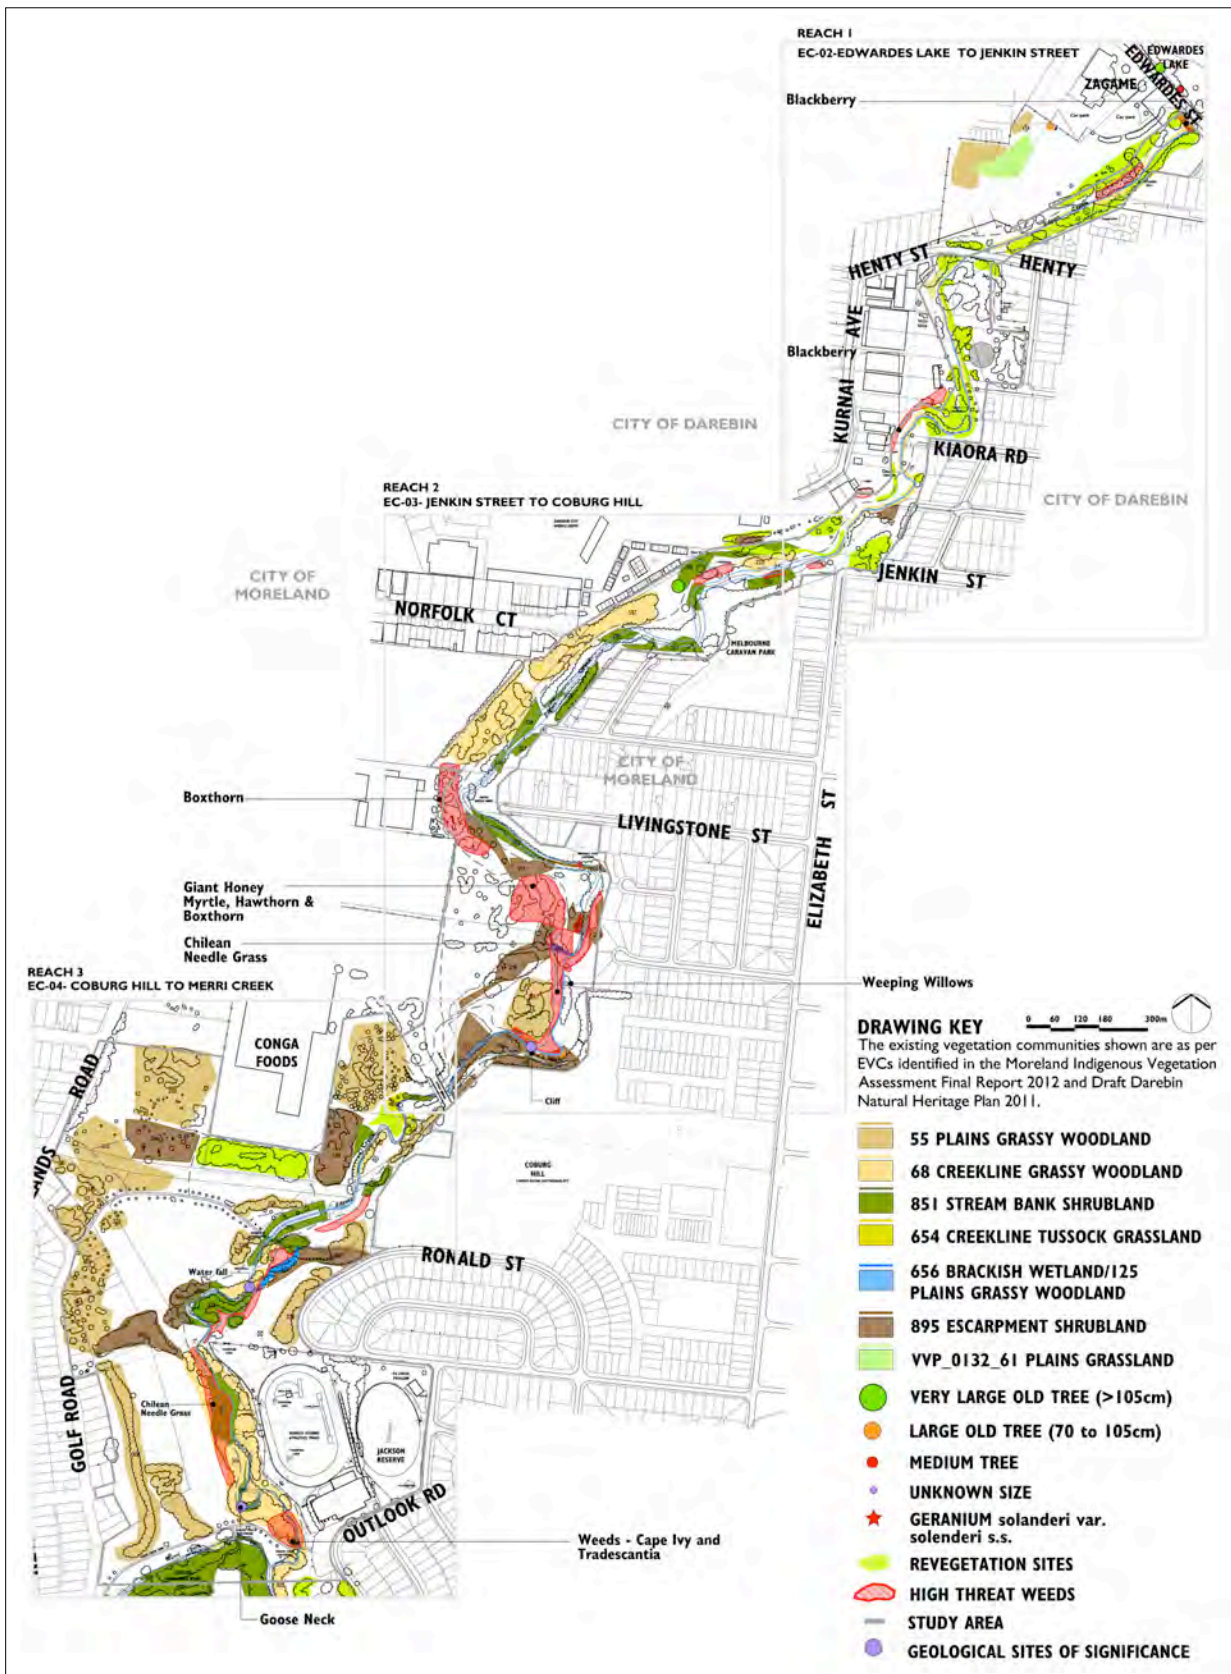 REACH 1
EC-02-EDWARDES LAKE TO JENKIN STREET
EDWARDES
LAKE
EDWARDES ST
ZAGAME
Car park
Car park
Blackberry
HENTY ST
HENTY
KURNAI AVE
Blackberry
CITY OF DAREBIN
KIAORA RD
REACH 2
EC-03- JENKIN STREET TO COBURG HILL
CITY OF DAREBIN
CITY OF
MORELAND
JENKIN ST
NORFOLK CT
MELBOURNE
CARAVAN PARK
CITY OF
MORELAND
Boxthorn
LIVINGSTONE ST
ELIZABETH ST
Giant Honey
Myrtle, Hawthorn &
Boxthorn
Chilean
Needle Grass
REACH 3
EC-04- COBURG HILL TO MERRI CREEK
Weeping Willows
CONGA
FOODS
ROAD
Cliff
COBURG
HILL
ANDS
RONALD ST
Water fall
Chilean
Needle Grass
GOLF ROAD
JACKSON
RESERVE
OUTLOOK RD
Weeds - Cape Ivy and
Tradescantia
Goose Neck
DRAWING KEY
0 60 120 180 300m
The existing vegetation communities shown are as per
EVCs identified in the Moreland Indigenous Vegetation
Assessment Final Report 2012 and Draft Darebin
Natural Heritage Plan 2011.
55 PLAINS GRASSY WOODLAND
68 CREEKLINE GRASSY WOODLAND
851 STREAM BANK SHRUBLAND
654 CREEKLINE TUSSOCK GRASSLAND
656 BRACKISH WETLAND/125
PLAINS GRASSY WOODLAND
895 ESCARPMENT SHRUBLAND
VVP_0132_61 PLAINS GRASSLAND
VERY LARGE OLD TREE (>105cm)
LARGE OLD TREE (70 to 105cm)
MEDIUM TREE
UNKNOWN SIZE
GERANIUM solanderi var.
solenderi s.s.
REVEGETATION SITES
HIGH THREAT WEEDS
STUDY AREA
GEOLOGICAL SITES OF SIGNIFICANCE